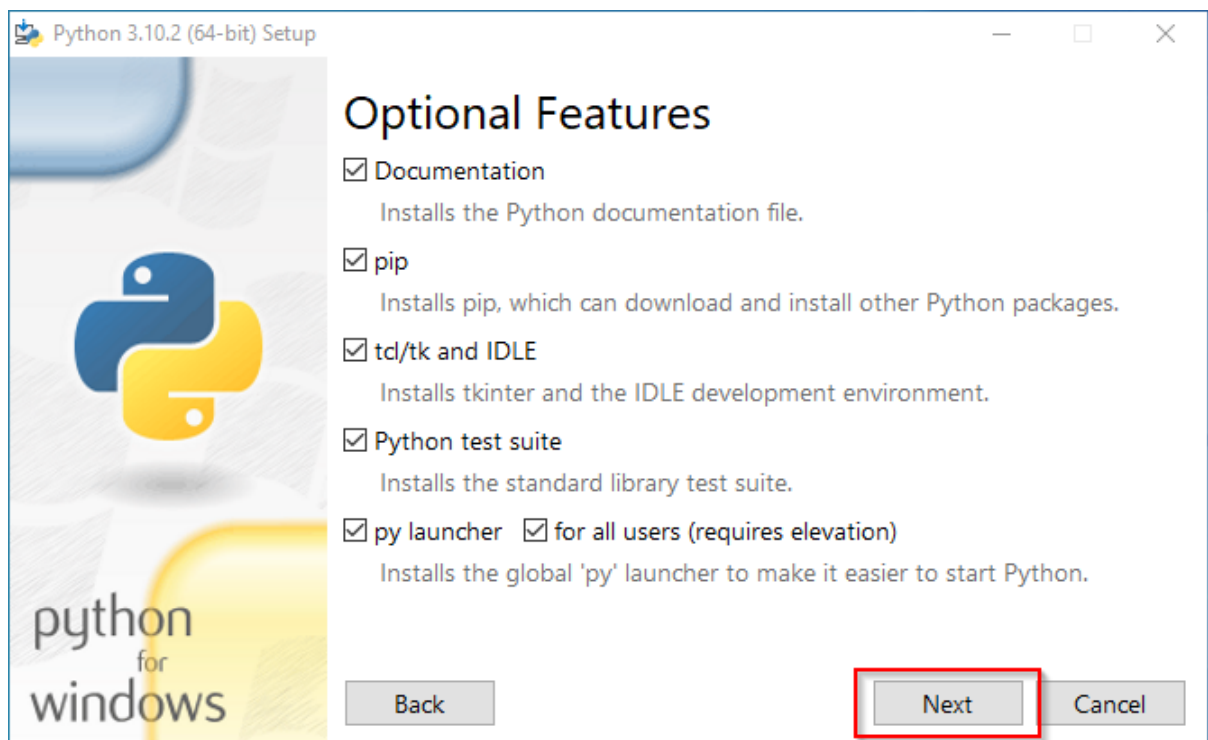 Python 3.10.2 (64-bit) Setup
Optional Features
Documentation
Installs the Python documentation file.
pip
Installs pip, which can download and install other Python packages.
tcl/tk and IDLE
Installs tkinter and the IDLE development environment.
Python test suite
Installs the standard library test suite.
py launcher for all users (requires elevation)
Installs the global 'py' launcher to make it easier to start Python.
python
for
windows
Back Next Cancel